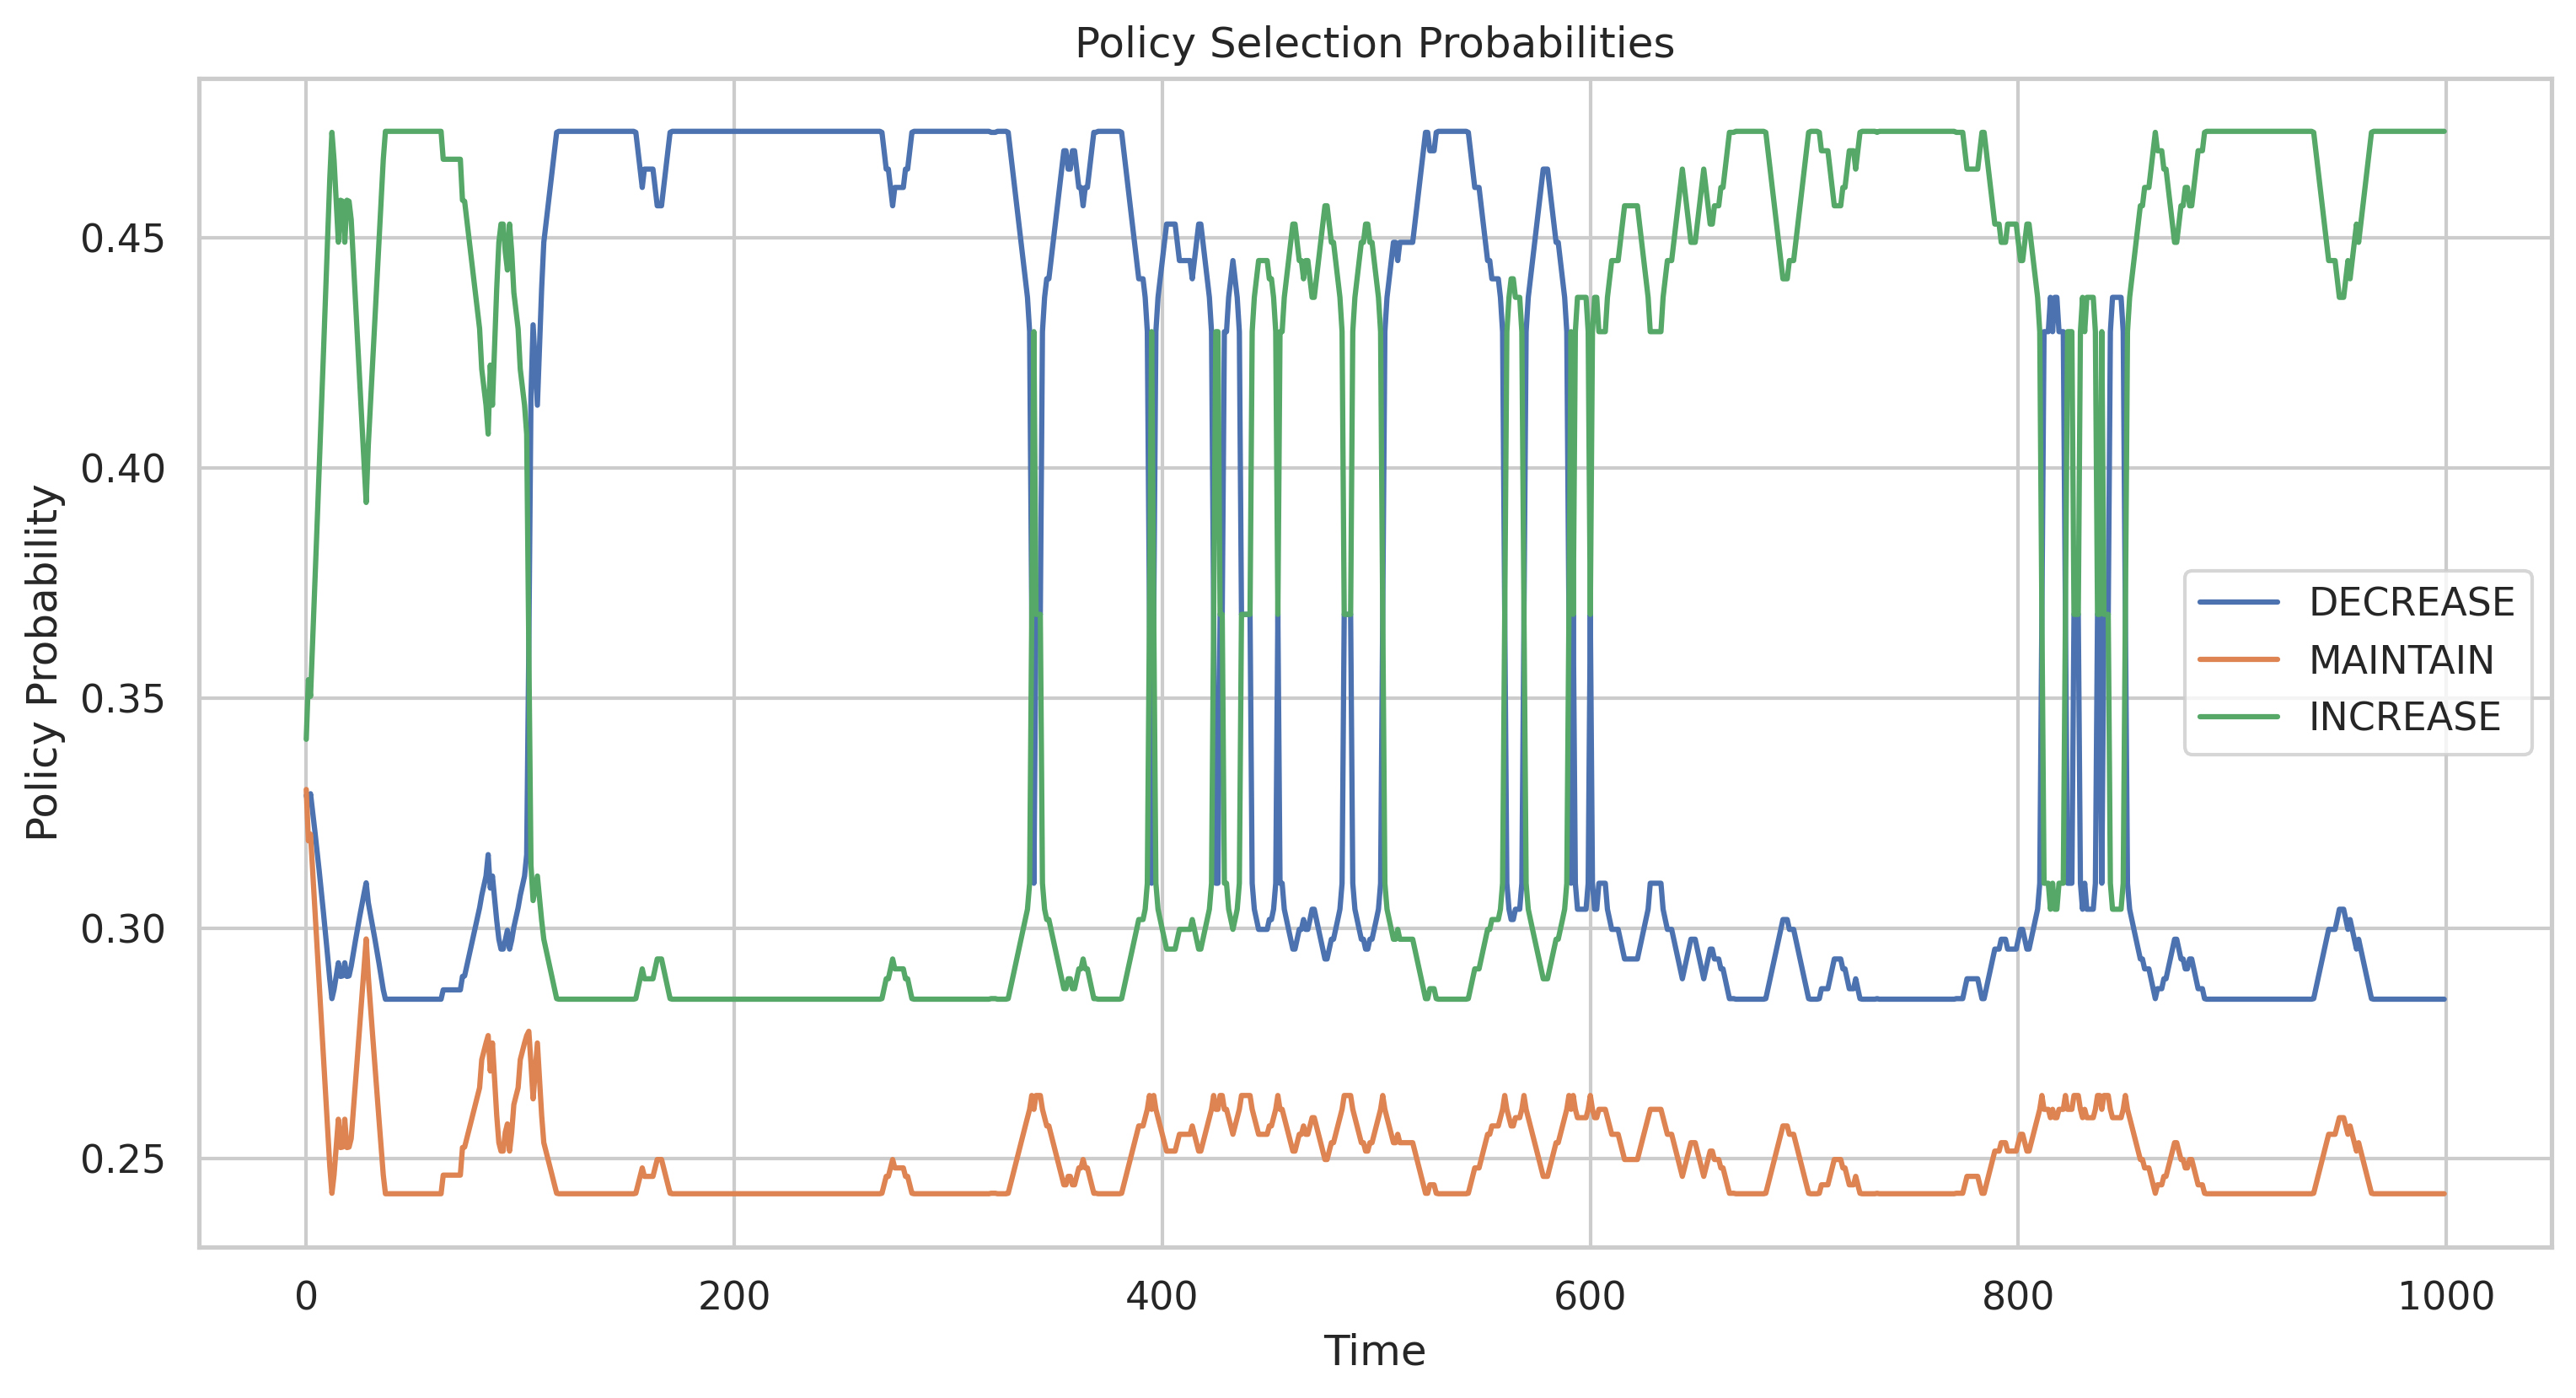 Policy Selection Probabilities
Policy Probability
0.45
0.40
0.35
0.30
0.25
DECREASE
MAINTAIN
INCREASE
0 200 400 600 800 1000
Time